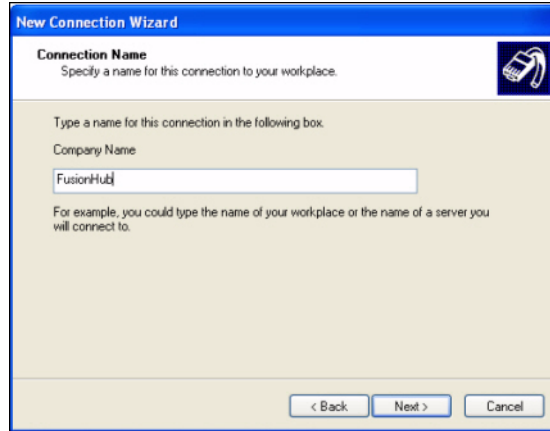 New Connection Wizard
Connection Name
Specify a name for this connection to your workplace.
Type a name for this connection in the following box.
Company Name
FusionHub
For example, you could type the name of your workplace or the name of a server you
will connect to.
< Back Next > Cancel